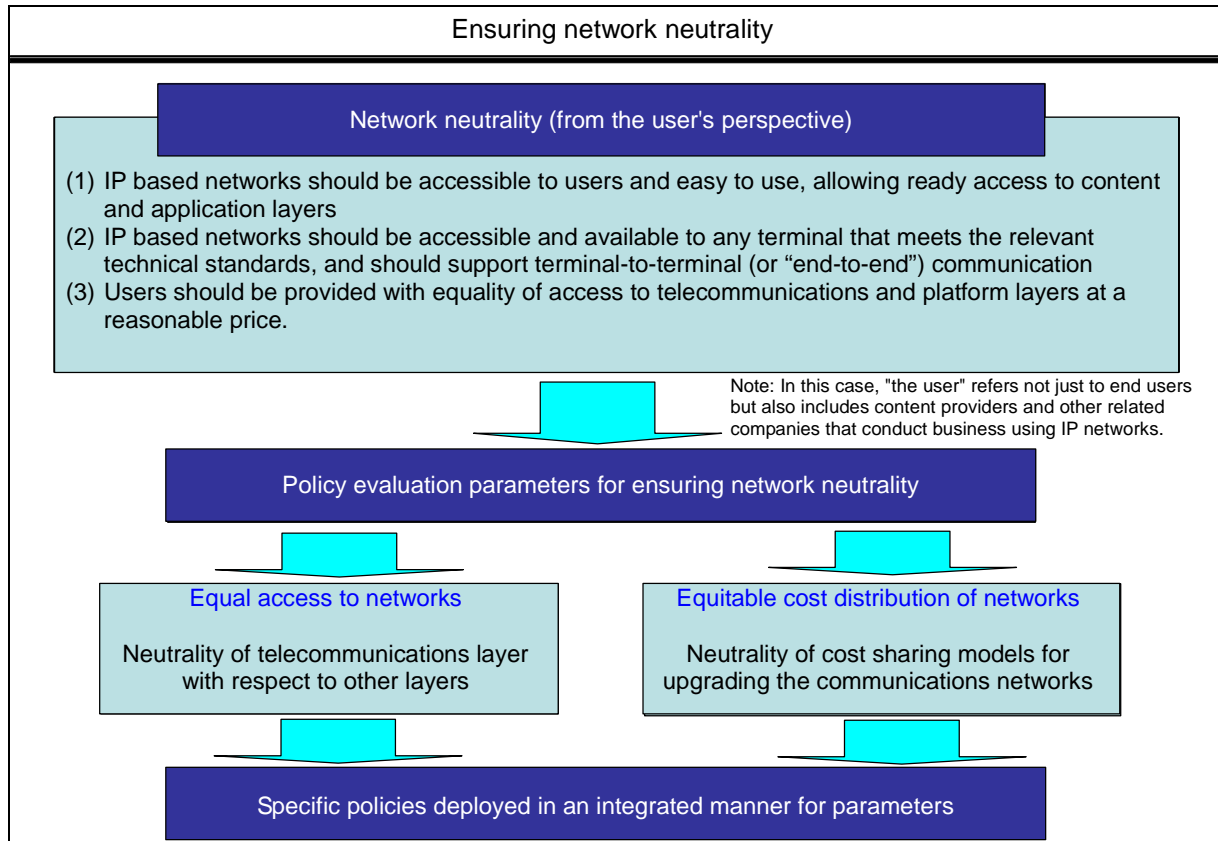 Ensuring network neutrality
Network neutrality (from the user's perspective)
(1) IP based networks should be accessible to users and easy to use, allowing ready access to content
and application layers
(2) IP based networks should be accessible and available to any terminal that meets the relevant
technical standards, and should support terminal-to-terminal (or “end-to-end”) communication
(3) Users should be provided with equality of access to telecommunications and platform layers at a
reasonable price.
Note: In this case, "the user" refers not just to end users
but also includes content providers and other related
companies that conduct business using IP networks.
Policy evaluation parameters for ensuring network neutrality
Equal access to networks
Neutrality of telecommunications layer
with respect to other layers
Equitable cost distribution of networks
Neutrality of cost sharing models for
upgrading the communications networks
Specific policies deployed in an integrated manner for parameters